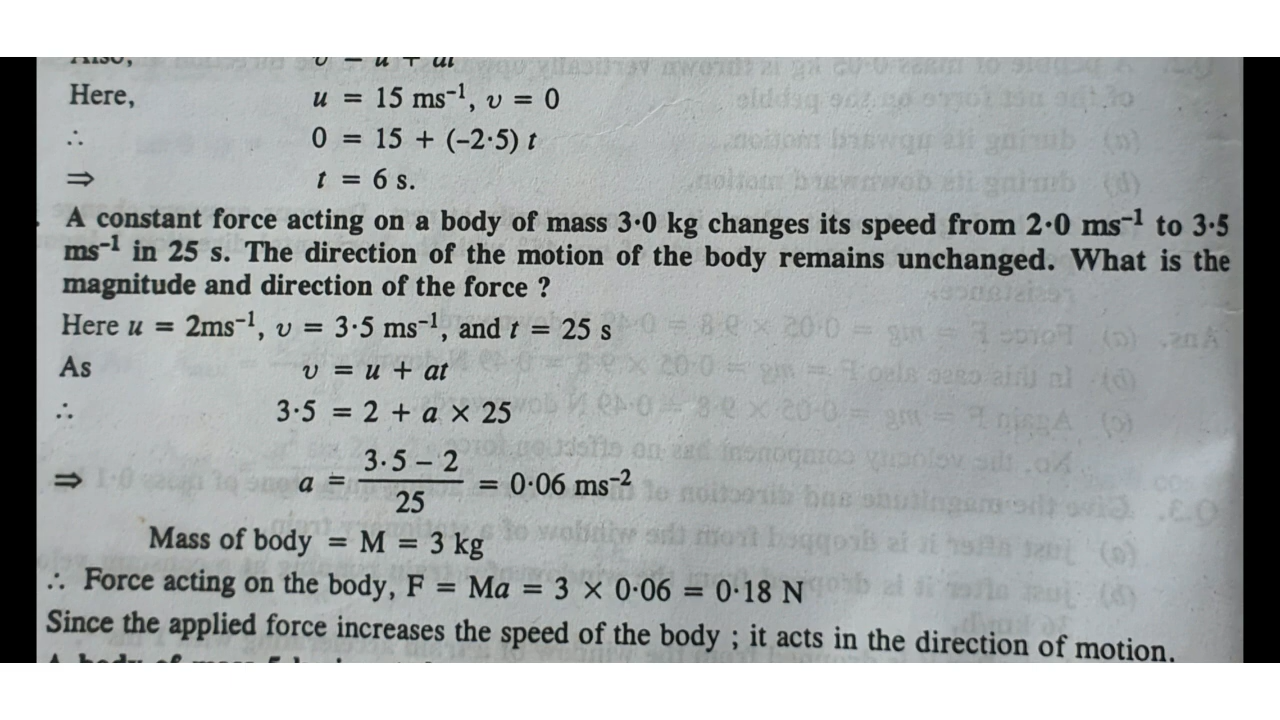 Also, v = u + at
Here, u = 15 ms⁻¹, v = 0
∴ 0 = 15 + (–2·5) t
⇒ t = 6 s.
A constant force acting on a body of mass 3·0 kg changes its speed from 2·0 ms⁻¹ to 3·5
ms⁻¹ in 25 s. The direction of the motion of the body remains unchanged. What is the
magnitude and direction of the force ?
Here u = 2ms⁻¹, v = 3·5 ms⁻¹, and t = 25 s
As v = u + at
∴ 3·5 = 2 + a × 25
⇒ a = (3·5 – 2)/25 = 0·06 ms⁻²
Mass of body = M = 3 kg
∴ Force acting on the body, F = Ma = 3 × 0·06 = 0·18 N
Since the applied force increases the speed of the body ; it acts in the direction of motion.